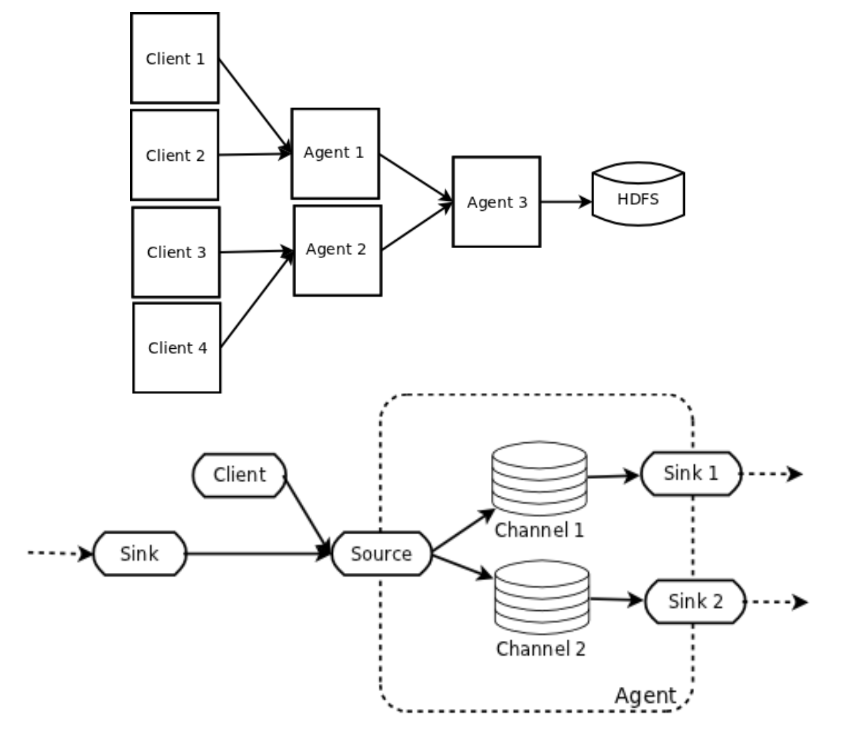 Client 1
Client 2
Agent 1
Client 3
Agent 2
Agent 3
HDFS
Client 4
Client
Sink 1
Channel 1
Sink
Source
Sink 2
Channel 2
Agent